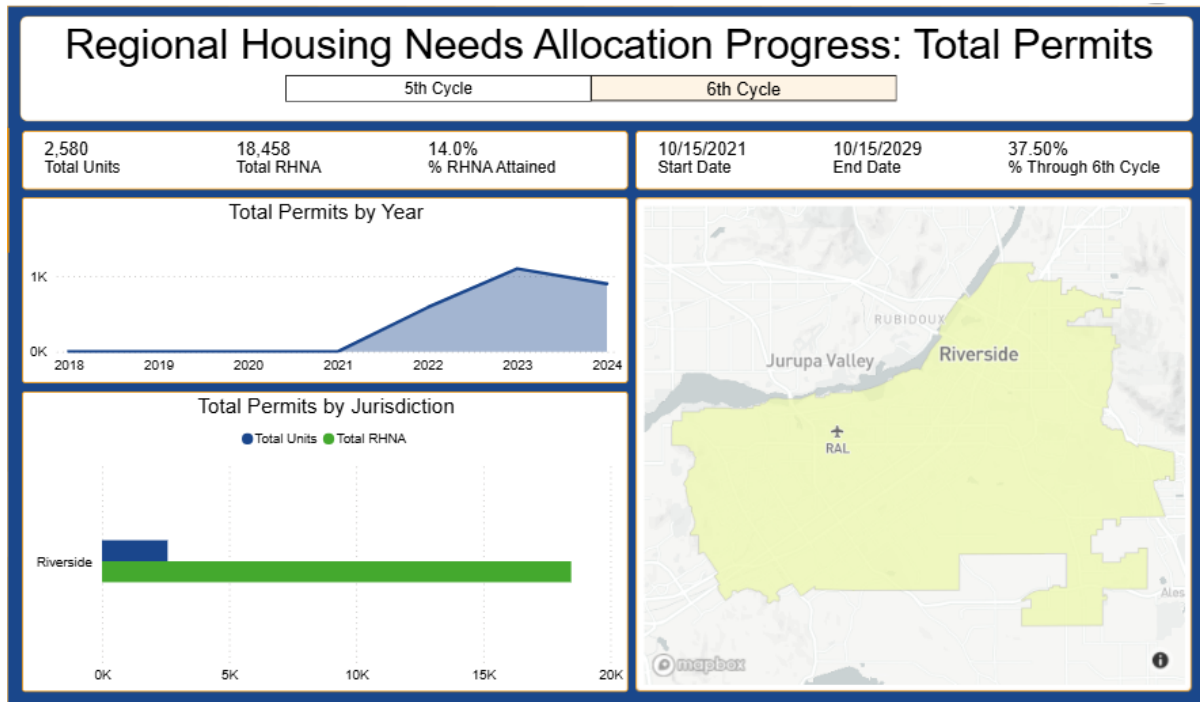 Regional Housing Needs Allocation Progress: Total Permits
5th Cycle
6th Cycle
2,580
Total Units
18,458
Total RHNA
14.0%
% RHNA Attained
10/15/2021
Start Date
10/15/2029
End Date
37.50%
% Through 6th Cycle
Total Permits by Year
1K
0K
2018 2019 2020 2021 2022 2023 2024
Total Permits by Jurisdiction
Total Units Total RHNA
Riverside
0K 5K 10K 15K 20K
RUBIDOUX
Riverside
Jurupa Valley
RAL
Ales
mapbox